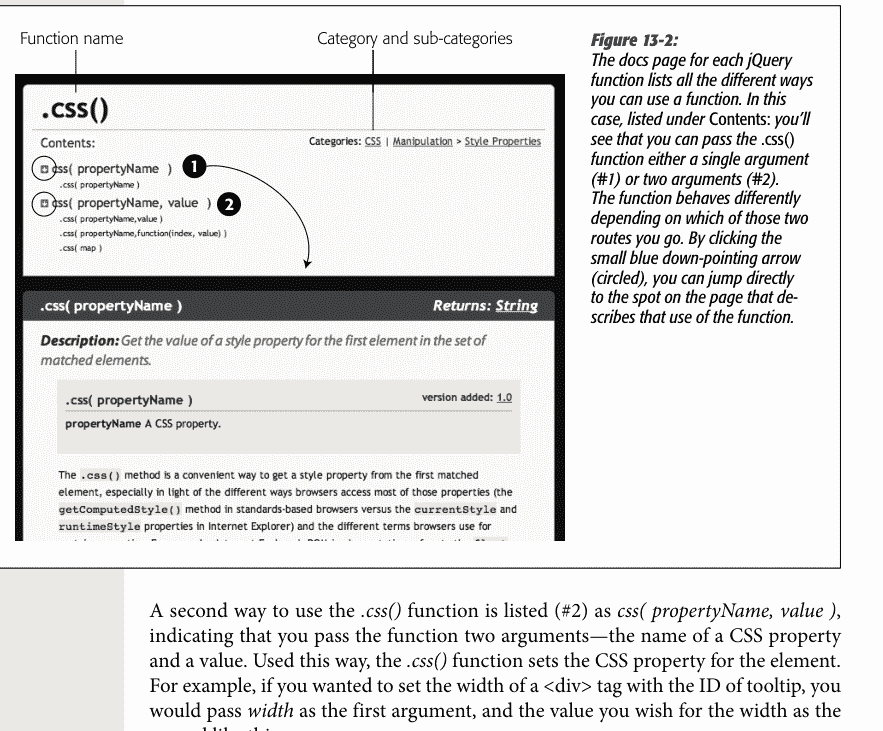 Function name
Category and sub-categories
.css()
Contents:
Categories: CSS | Manipulation > Style Properties
css( propertyName )
1
.css( propertyName )
css( propertyName, value )
2
.css( propertyName,value )
.css( propertyName,function(index, value) )
.css( map )
.css( propertyName )
Returns: String
Description: Get the value of a style property for the first element in the set of
matched elements.
.css( propertyName )
version added: 1.0
propertyName A CSS property.
The .css() method is a convenient way to get a style property from the first matched
element, especially in light of the different ways browsers access most of those properties (the
getComputedStyle() method in standards-based browsers versus the currentStyle and
runtimeStyle properties in Internet Explorer) and the different terms browsers use for
Figure 13-2:
The docs page for each jQuery
function lists all the different ways
you can use a function. In this
case, listed under Contents: you’ll
see that you can pass the .css()
function either a single argument
(#1) or two arguments (#2).
The function behaves differently
depending on which of those two
routes you go. By clicking the
small blue down-pointing arrow
(circled), you can jump directly
to the spot on the page that de-
scribes that use of the function.
A second way to use the .css() function is listed (#2) as css( propertyName, value ),
indicating that you pass the function two arguments—the name of a CSS property
and a value. Used this way, the .css() function sets the CSS property for the element.
For example, if you wanted to set the width of a <div> tag with the ID of tooltip, you
would pass width as the first argument, and the value you wish for the width as the